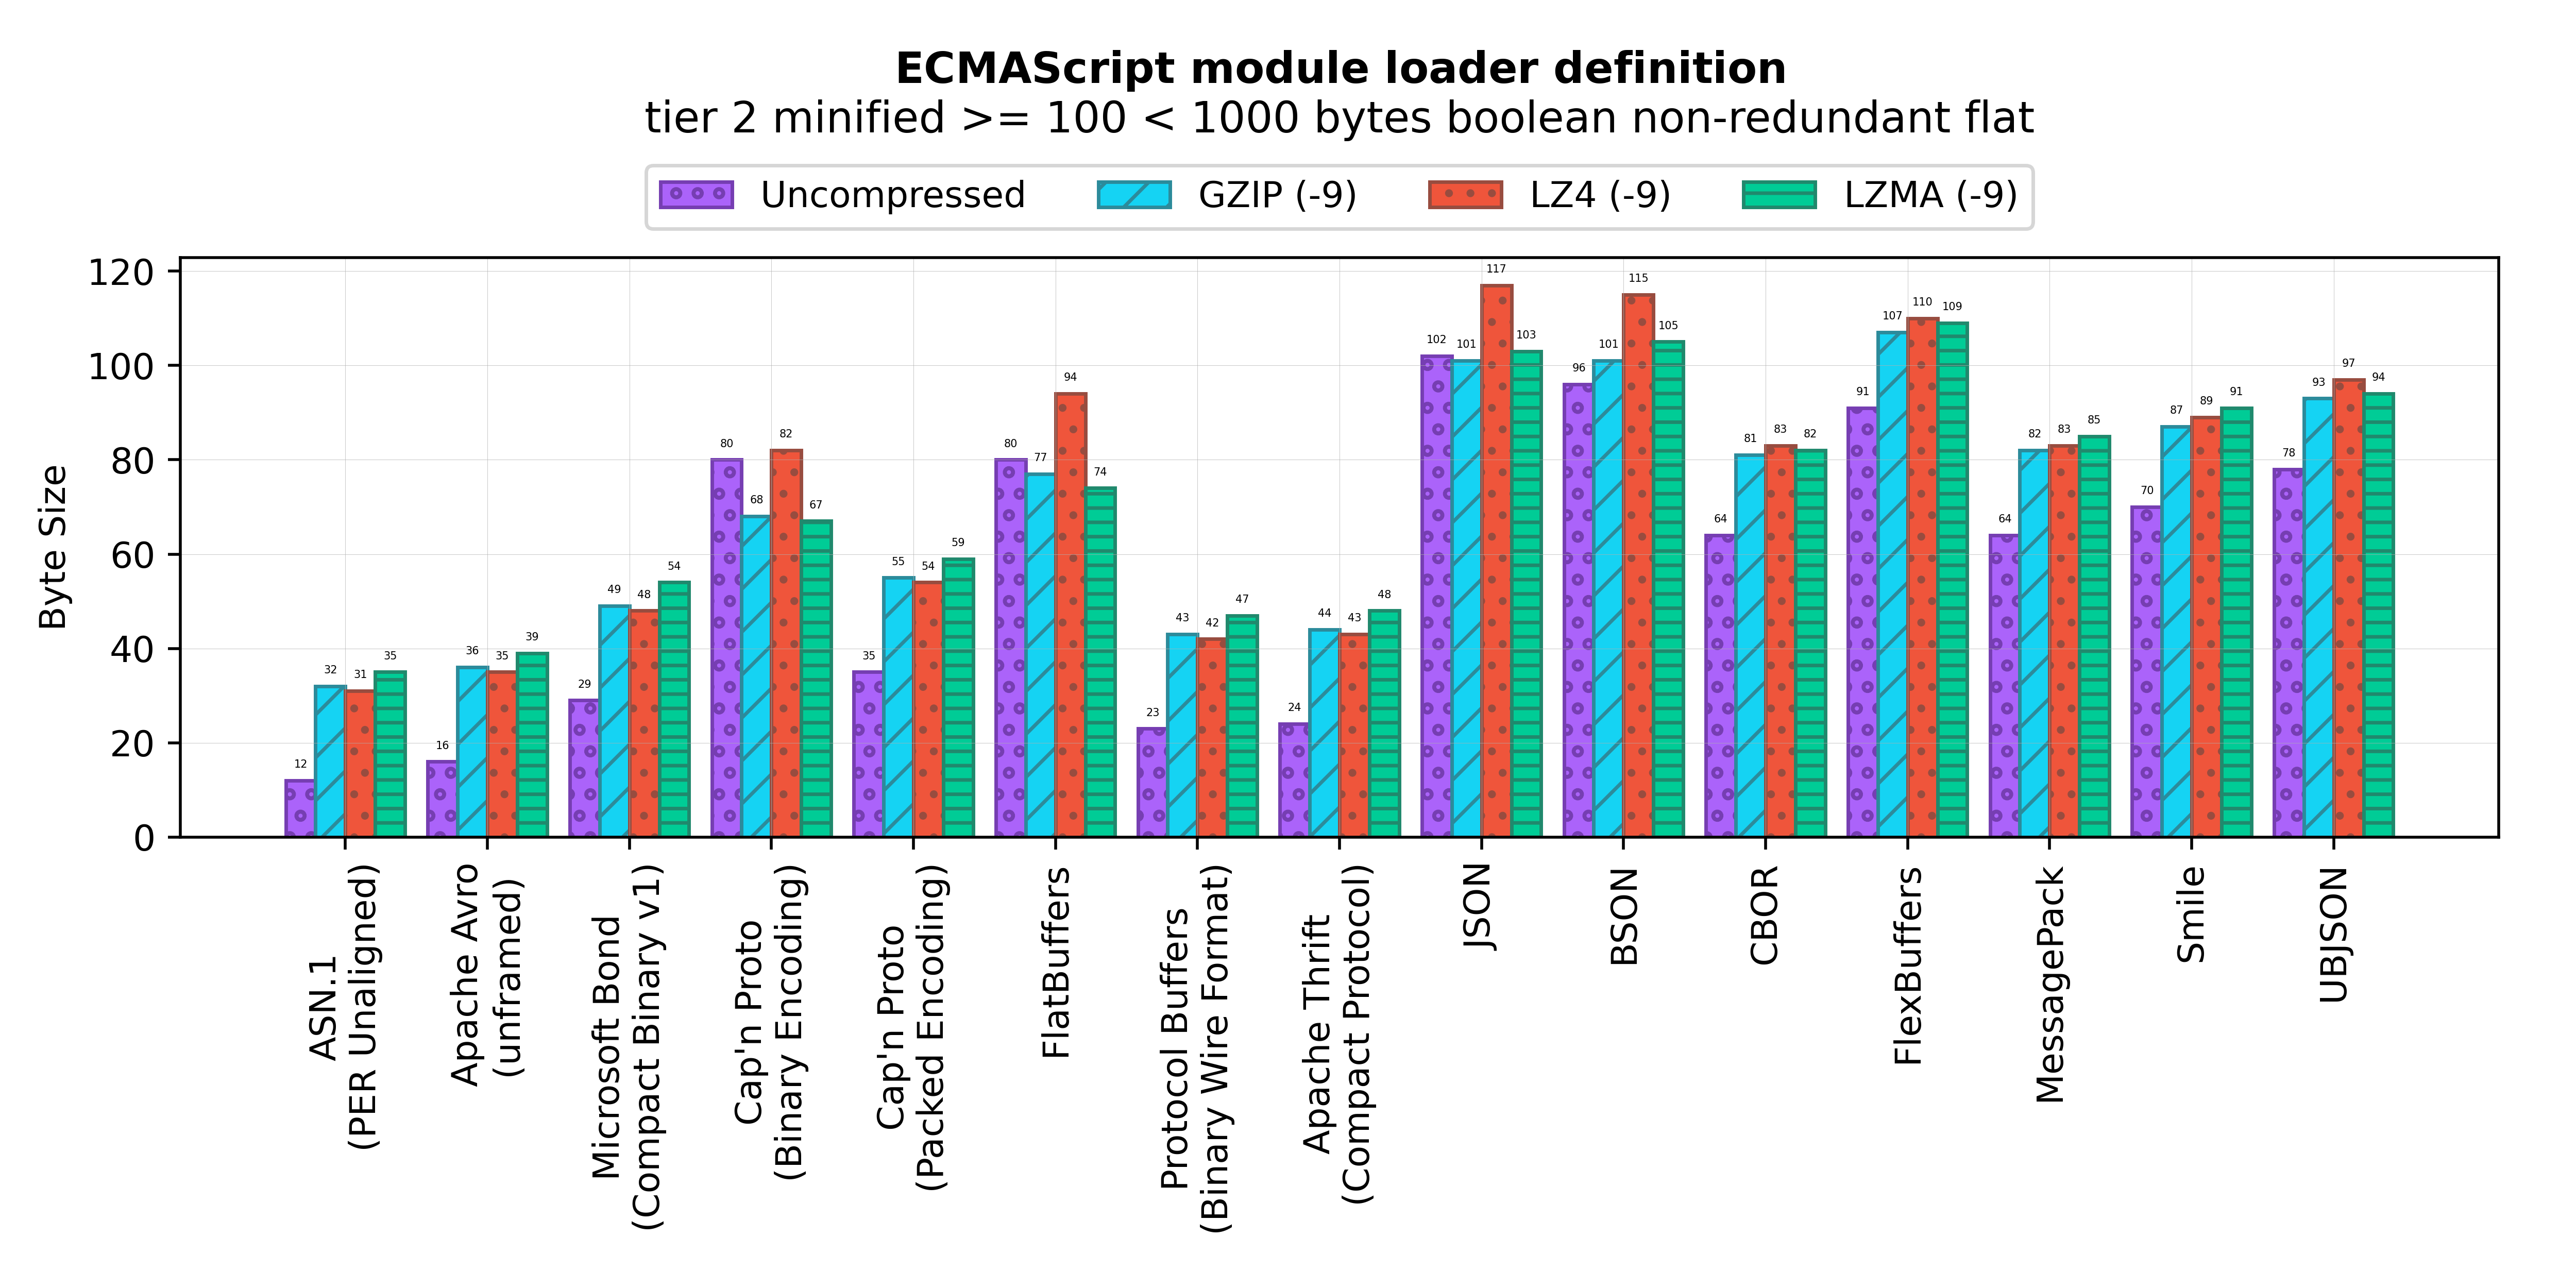 ECMAScript module loader definition
tier 2 minified >= 100 < 1000 bytes boolean non-redundant flat
Uncompressed GZIP (-9) LZ4 (-9) LZMA (-9)
Byte Size
120
100
80
60
40
20
0
12 32 31 35
16 36 35 39
29 49 48 54
80 68 82 67
35 55 54 59
80 77 94 74
23 43 42 47
24 44 43 48
102 101 117 103
96 101 115 105
64 81 83 82
91 107 110 109
64 82 83 85
70 87 89 91
78 93 97 94
ASN.1
(PER Unaligned)
Apache Avro
(unframed)
Microsoft Bond
(Compact Binary v1)
Cap'n Proto
(Binary Encoding)
Cap'n Proto
(Packed Encoding)
FlatBuffers
Protocol Buffers
(Binary Wire Format)
Apache Thrift
(Compact Protocol)
JSON
BSON
CBOR
FlexBuffers
MessagePack
Smile
UBJSON